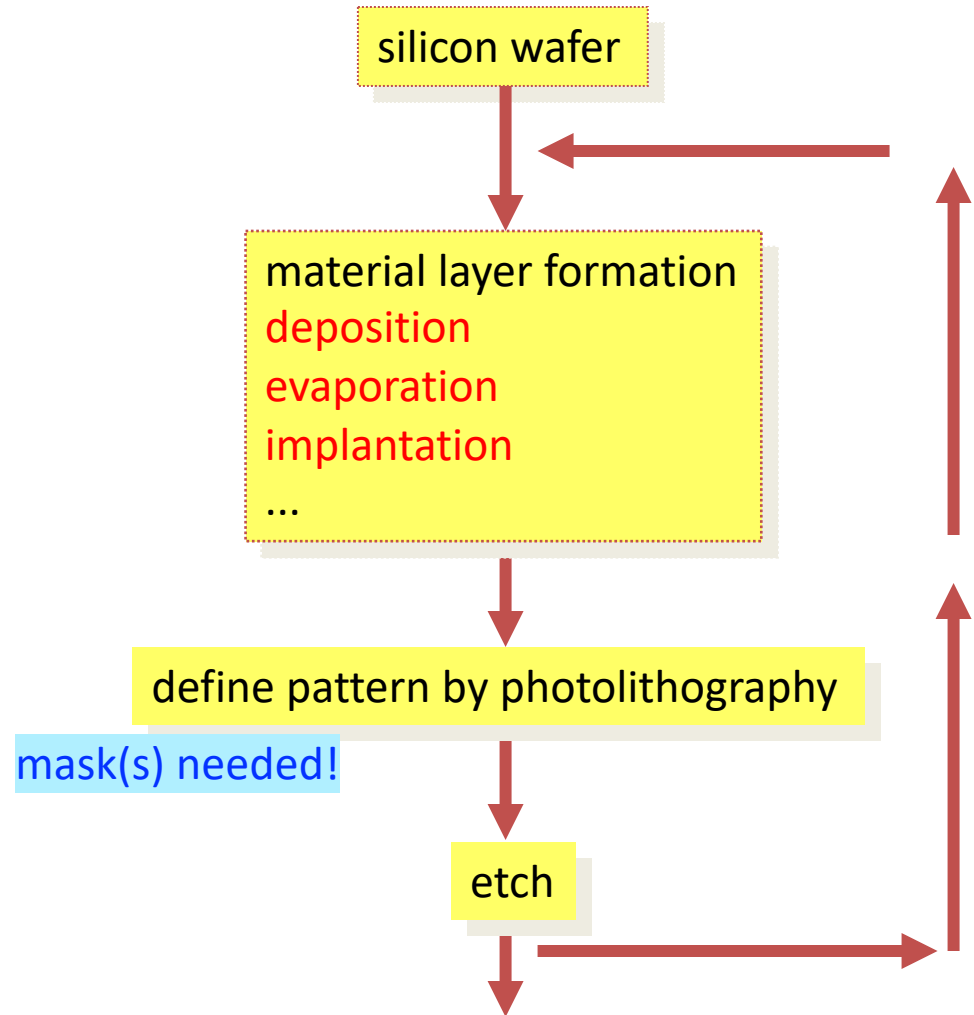 silicon wafer
material layer formation
deposition
evaporation
implantation
...
define pattern by photolithography
mask(s) needed!
etch